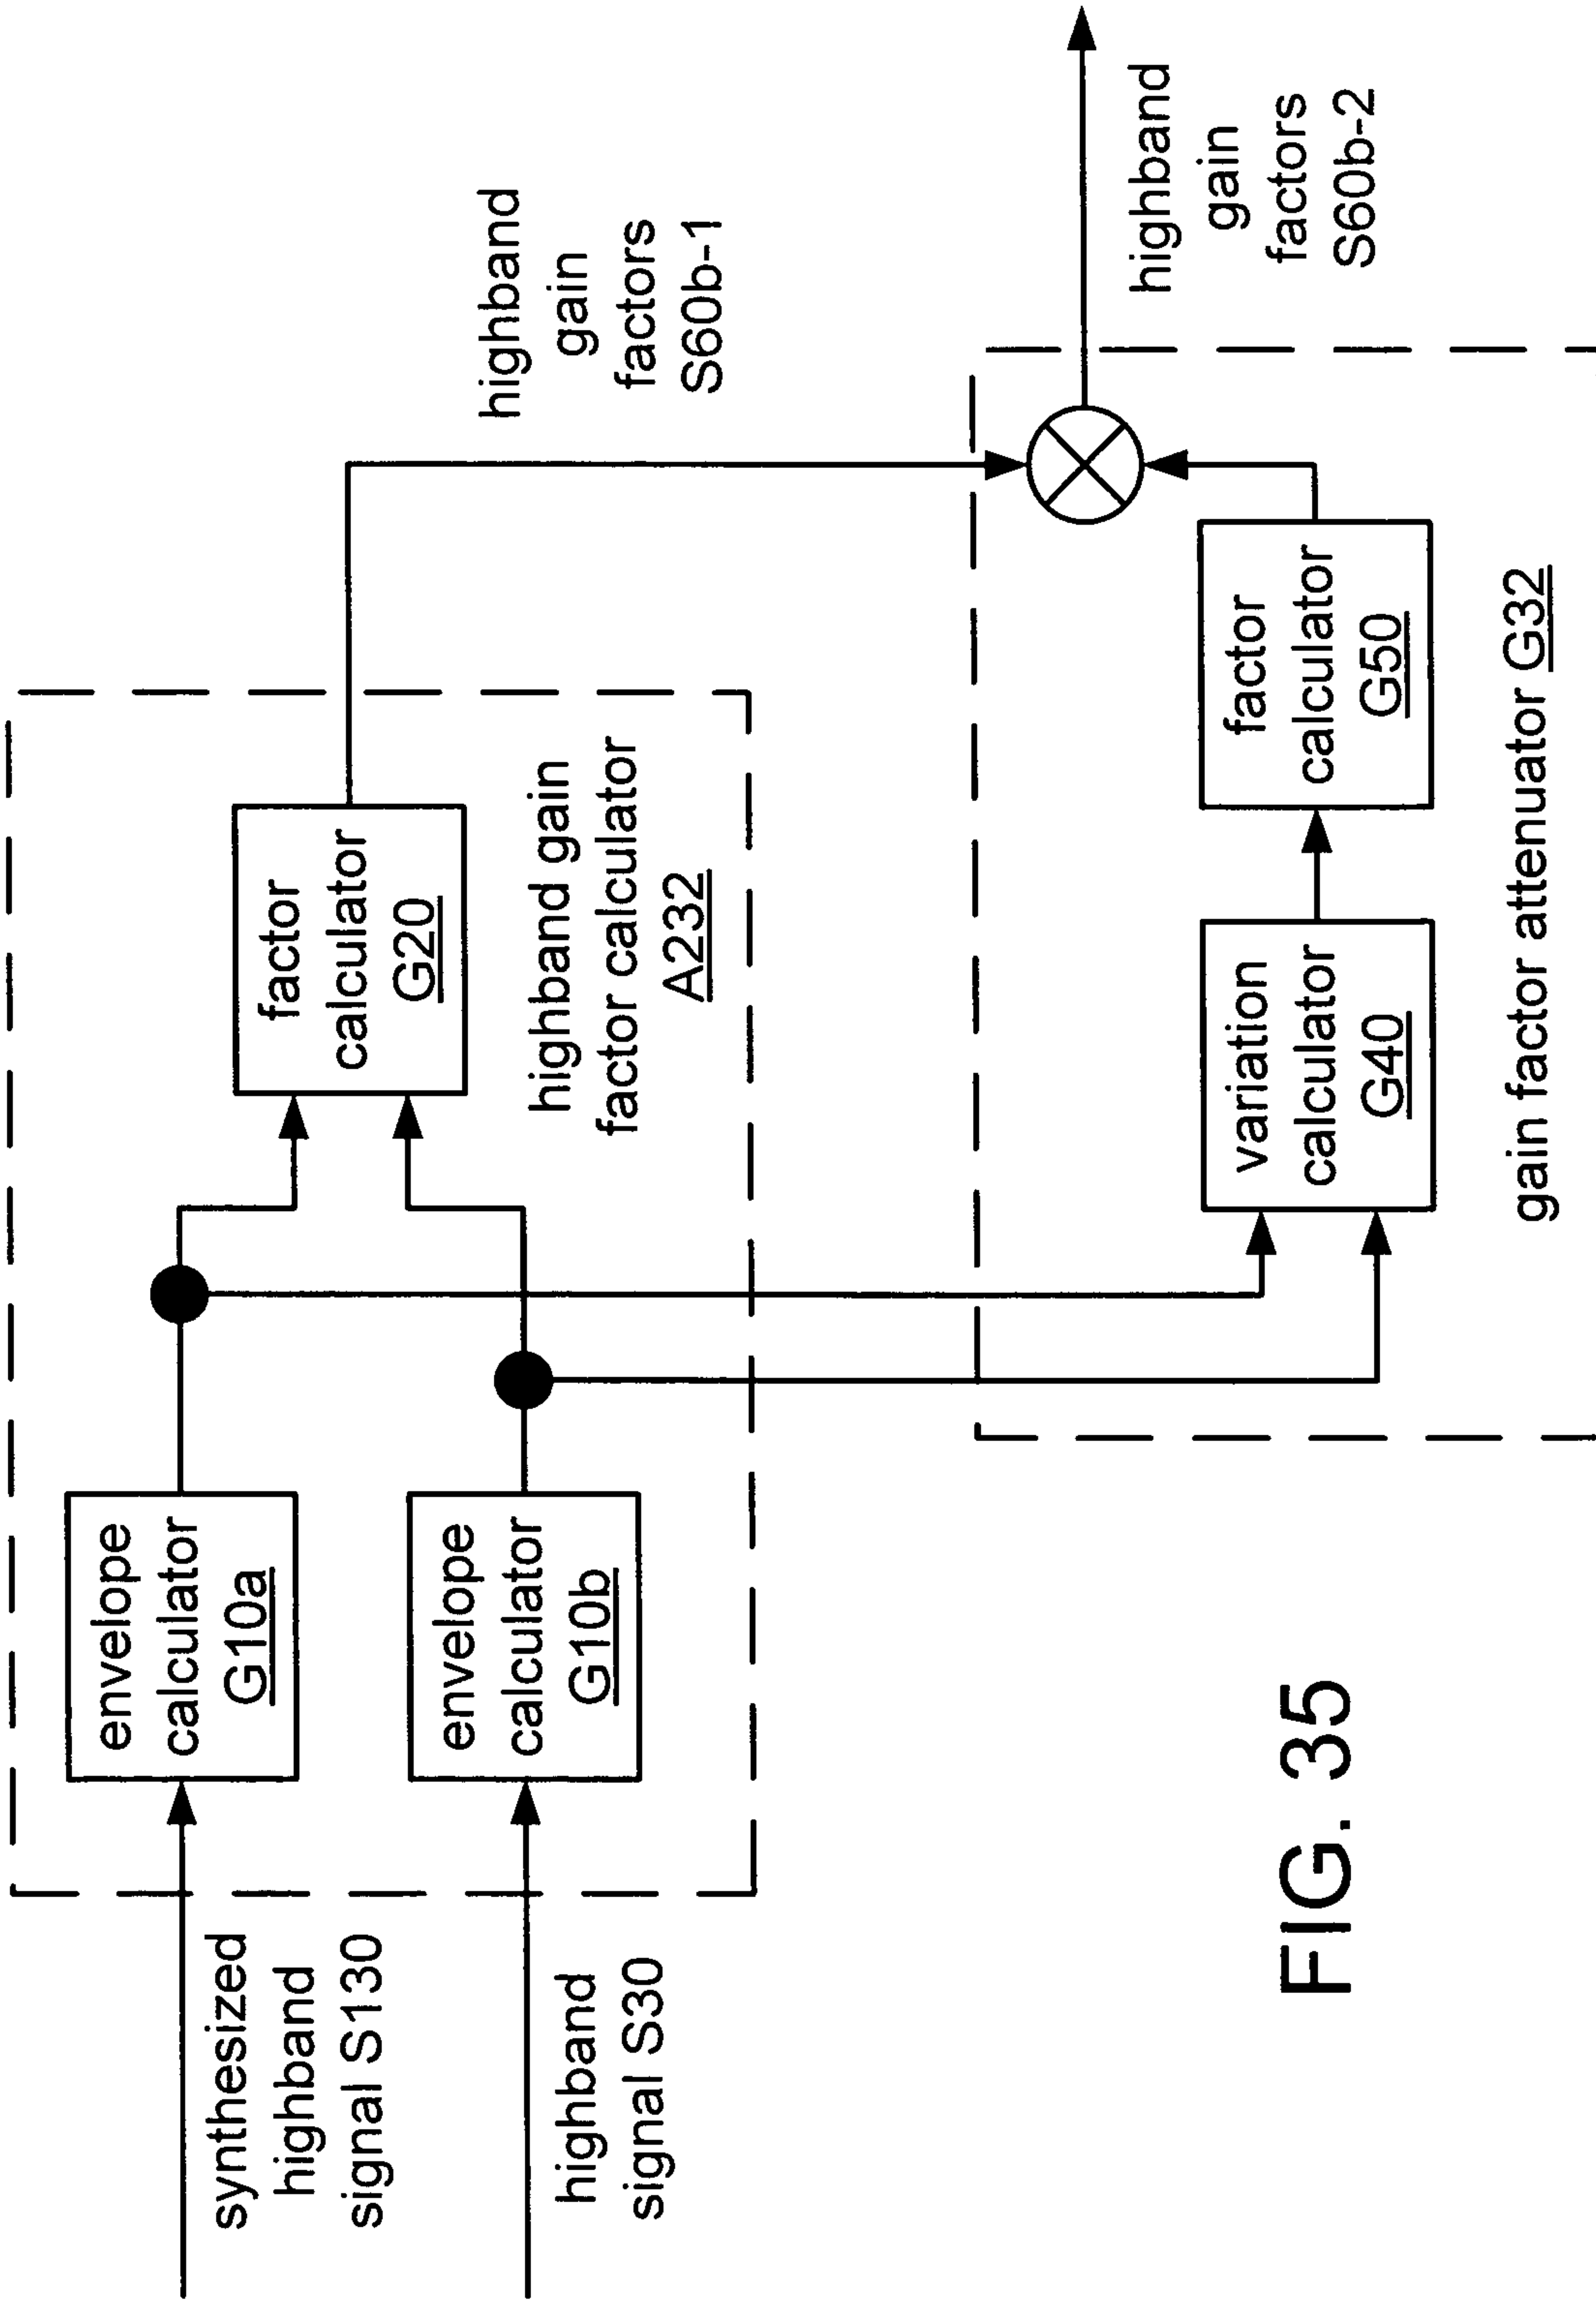 synthesized
highband
signal S130
highband
signal S30
envelope
calculator
G10a
envelope
calculator
G10b
factor
calculator
G20
highband gain
factor calculator
A232
highband
gain
factors
S60b-1
variation
calculator
G40
factor
calculator
G50
gain factor attenuator G32
highband
gain
factors
S60b-2
FIG. 35